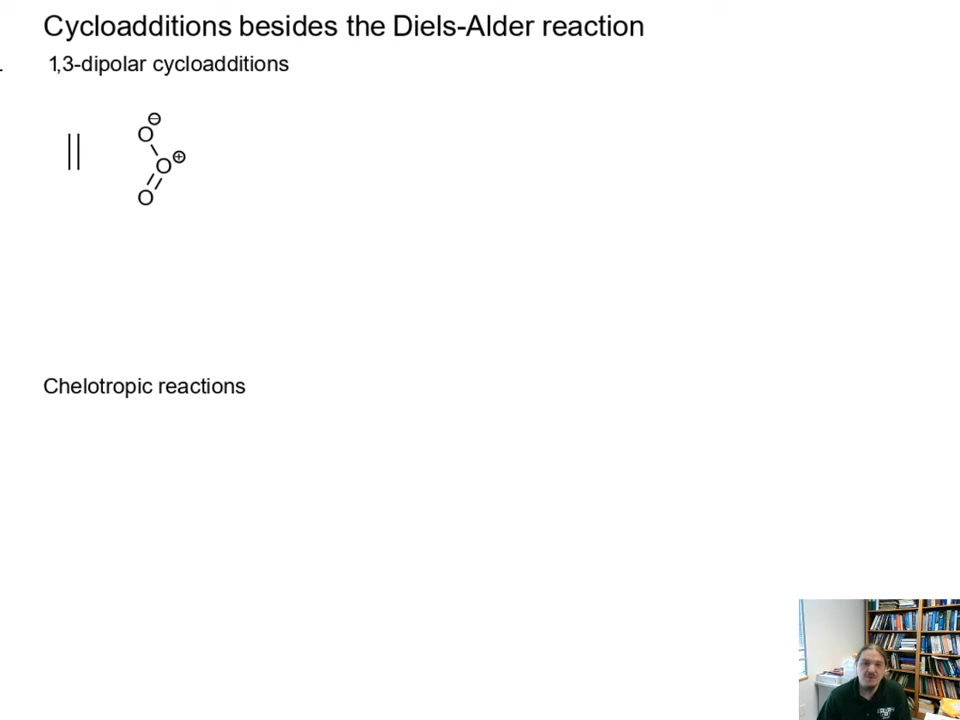 Cycloadditions besides the Diels-Alder reaction
1,3-dipolar cycloadditions
O⊖
O⊕
O
Chelotropic reactions